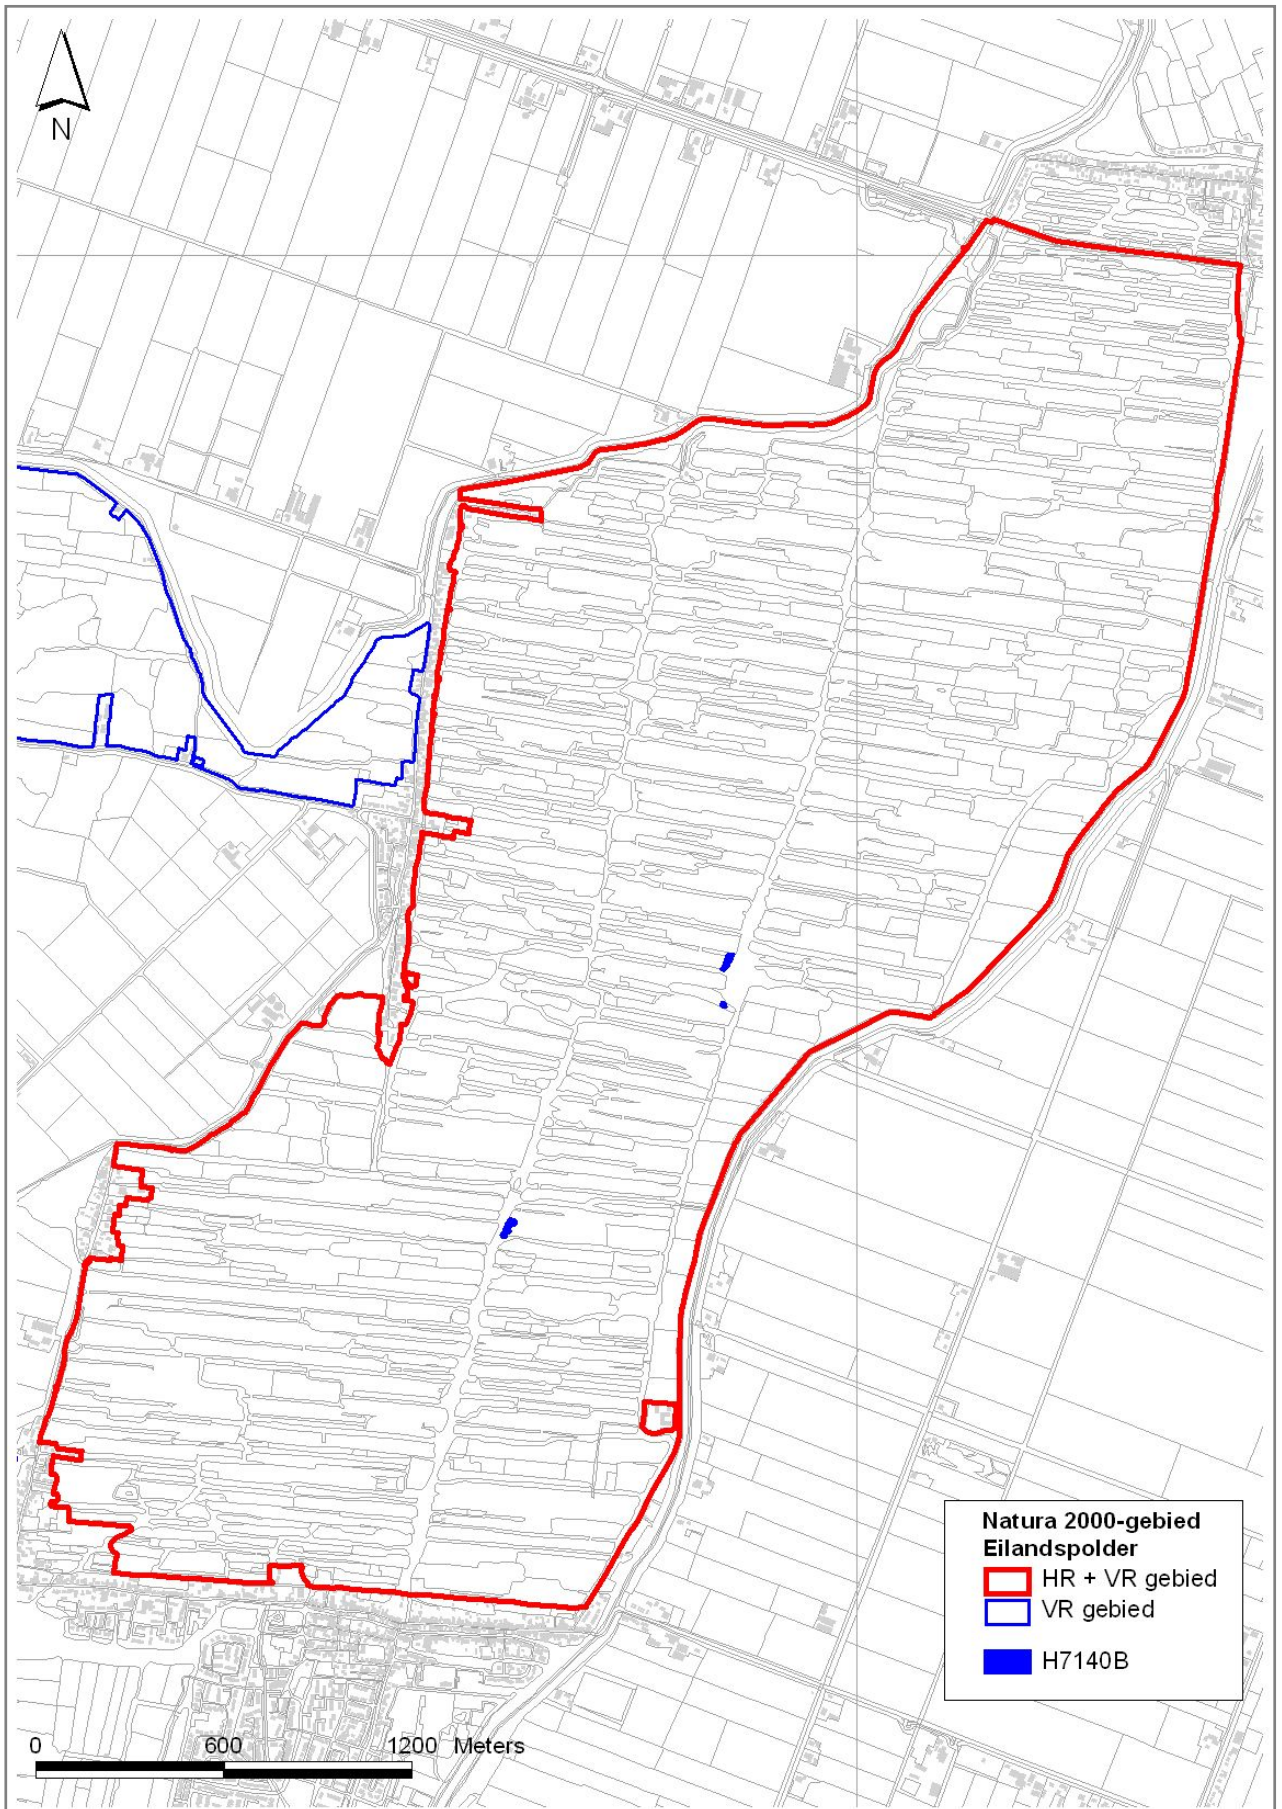 N
Natura 2000-gebied
Eilandspolder
HR + VR gebied
VR gebied
H7140B
0 600 1200 Meters